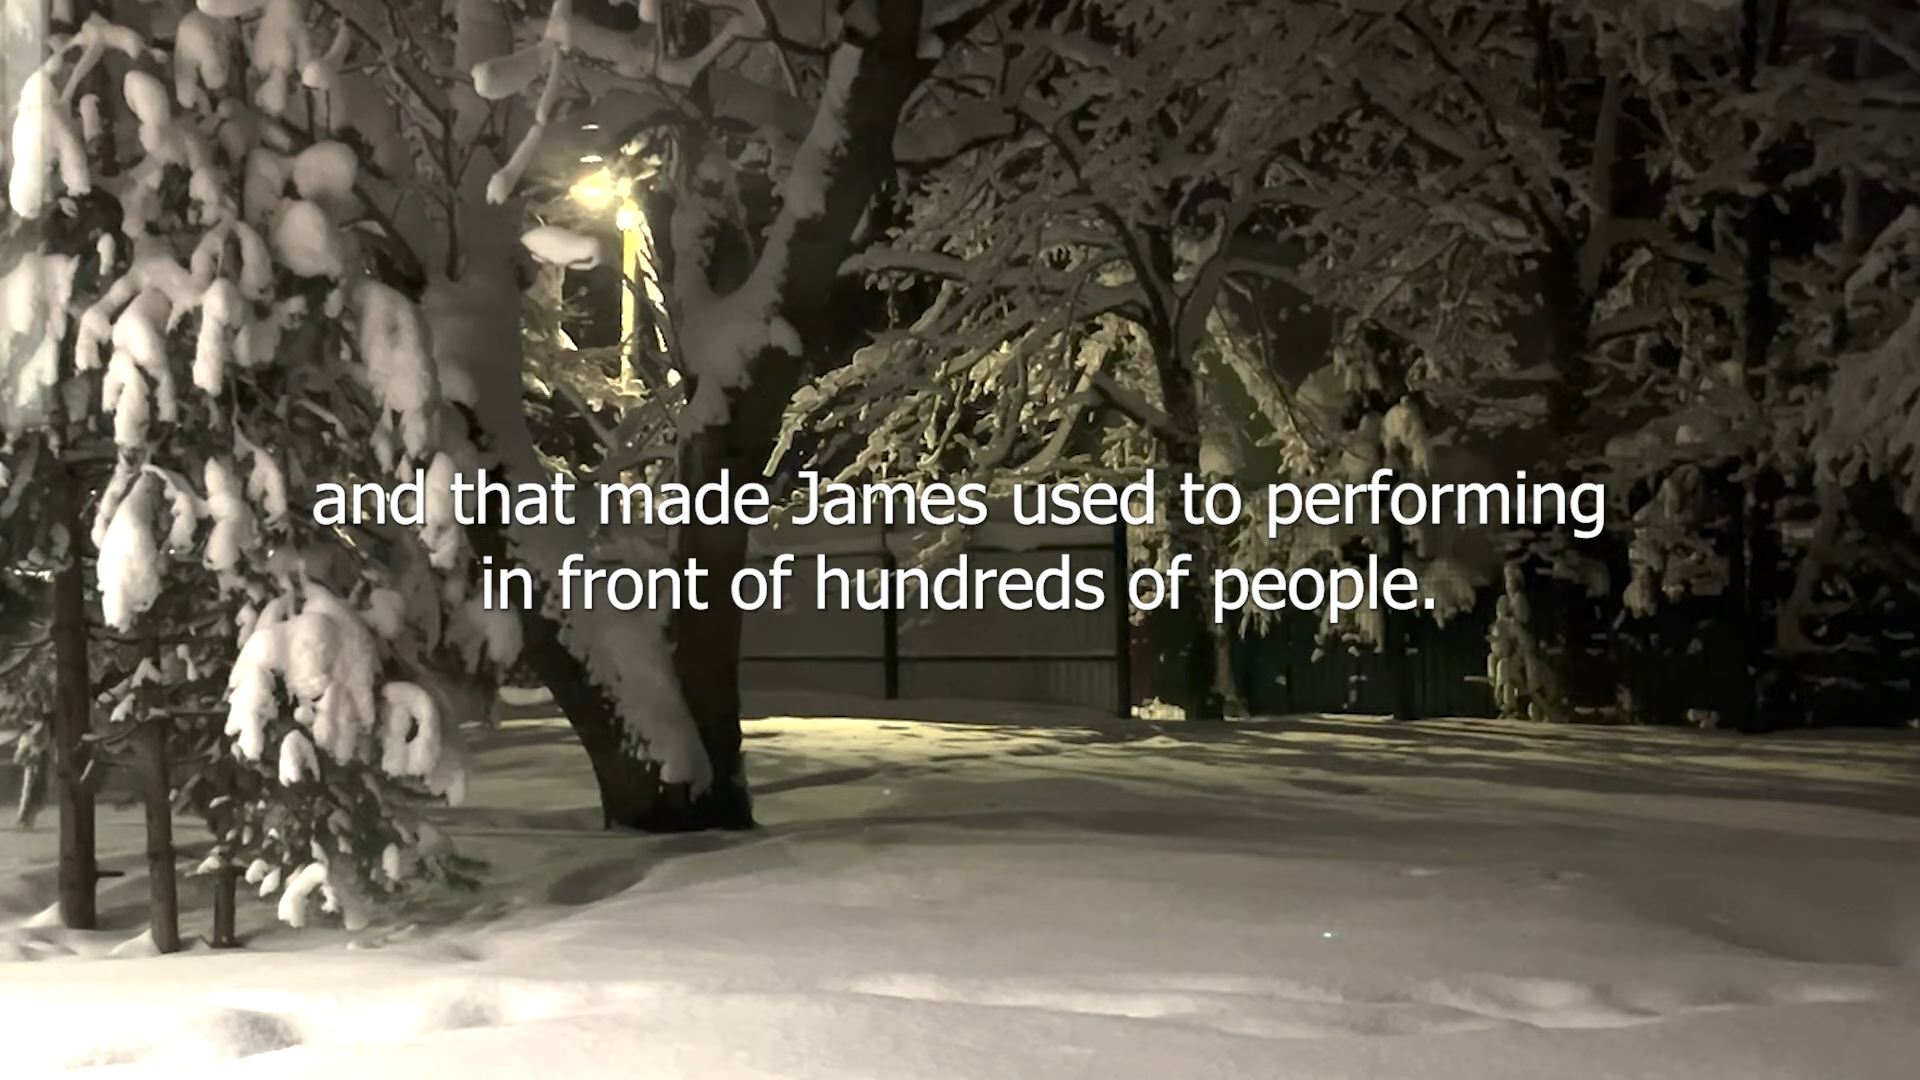 and that made James used to performing
in front of hundreds of people.